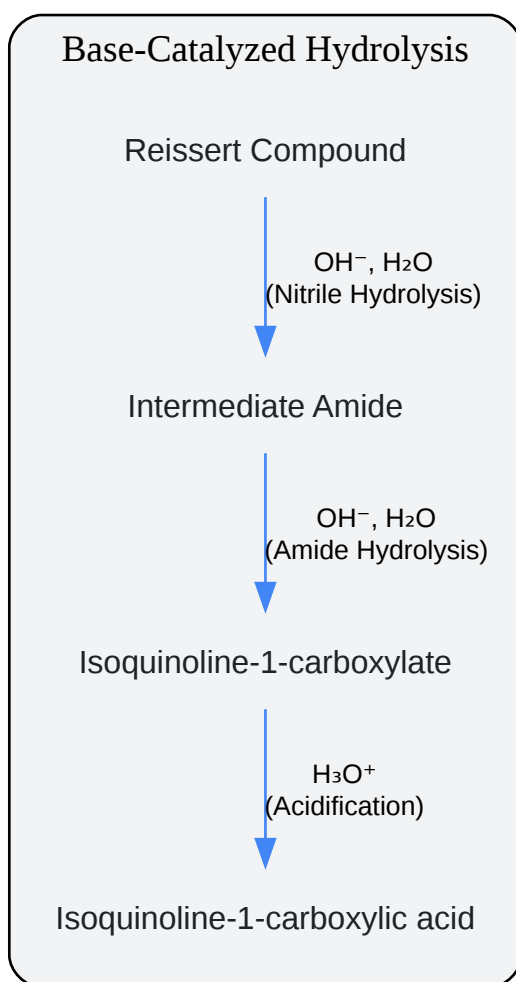 Base-Catalyzed Hydrolysis
Reissert Compound
OH⁻, H₂O
(Nitrile Hydrolysis)
Intermediate Amide
OH⁻, H₂O
(Amide Hydrolysis)
Isoquinoline-1-carboxylate
H₃O⁺
(Acidification)
Isoquinoline-1-carboxylic acid